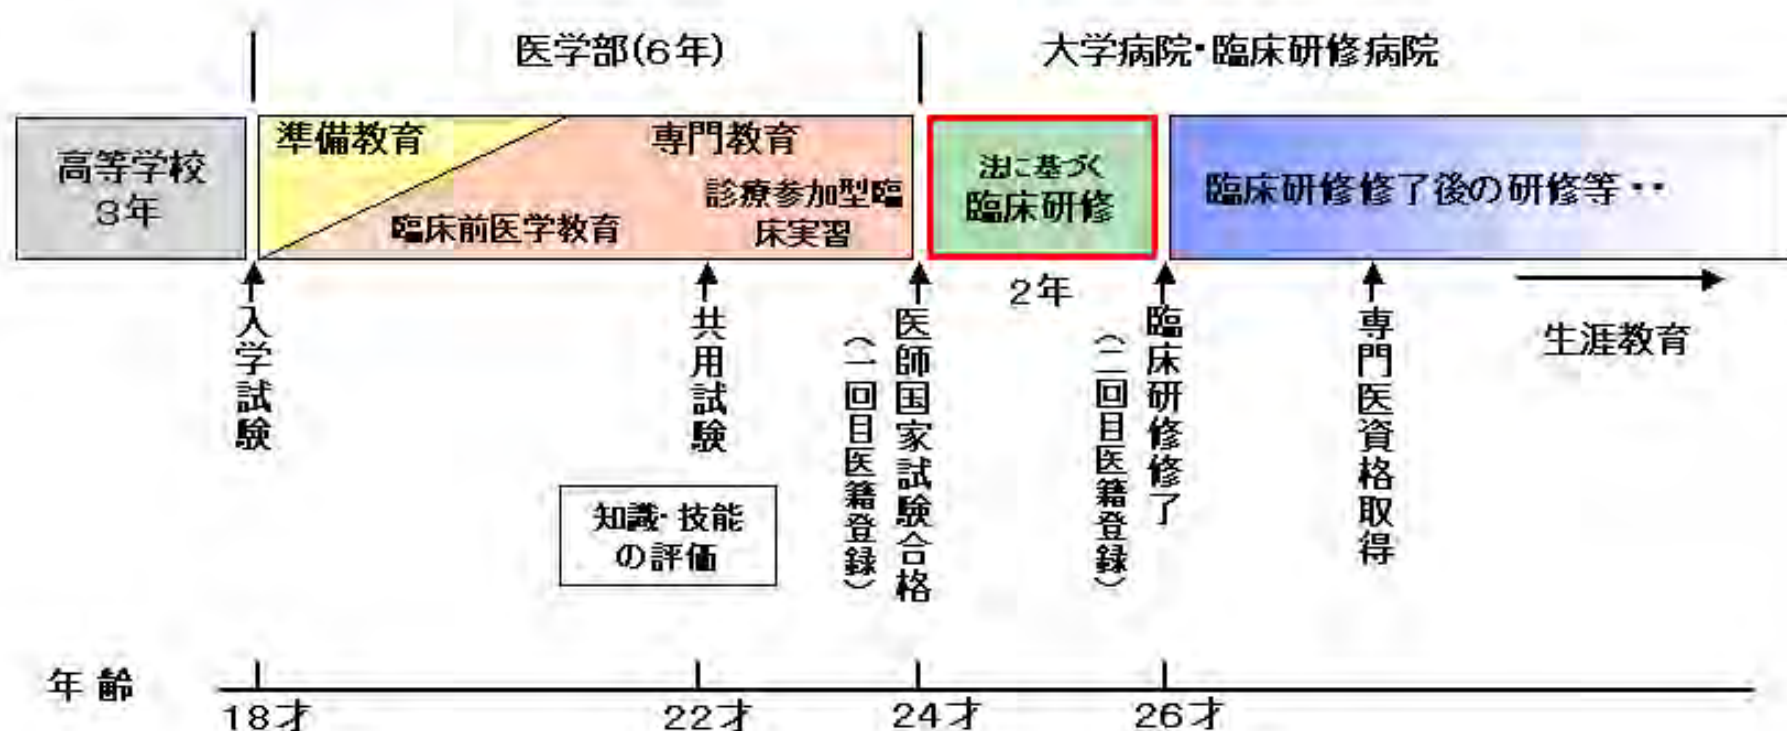 医学部(6年)
大学病院・臨床研修病院
高等学校
3年
準備教育
専門教育
臨床前医学教育
診療参加型臨
床実習
法に基づく
臨床研修
臨床研修修了後の研修等・・
2年
入学試験
共用試験
医師国家試験合格
(一回目医籍登録)
臨床研修修了
(二回目医籍登録)
専門医資格取得
生涯教育
知識・技能
の評価
年齢
18才
22才
24才
26才